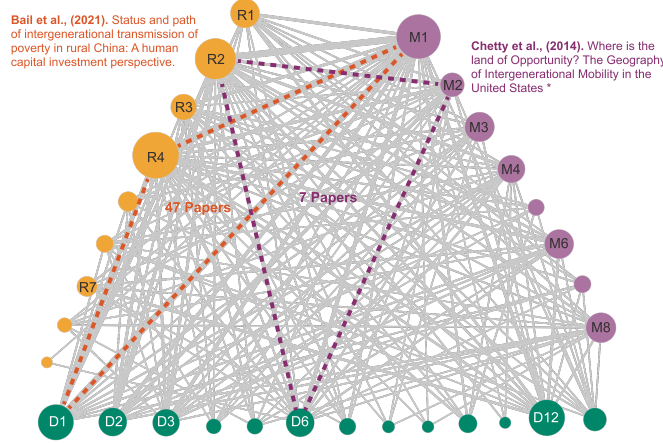 Bail et al., (2021). Status and path
of intergenerational transmission of
poverty in rural China: A human
capital investment perspective.
R1
M1
Chetty et al., (2014). Where is the
land of Opportunity? The Geography
of Intergenerational Mobility in the
United States *
R2
M2
R3
M3
R4
M4
47 Papers
7 Papers
M6
R7
M8
D1
D2
D3
D6
D12